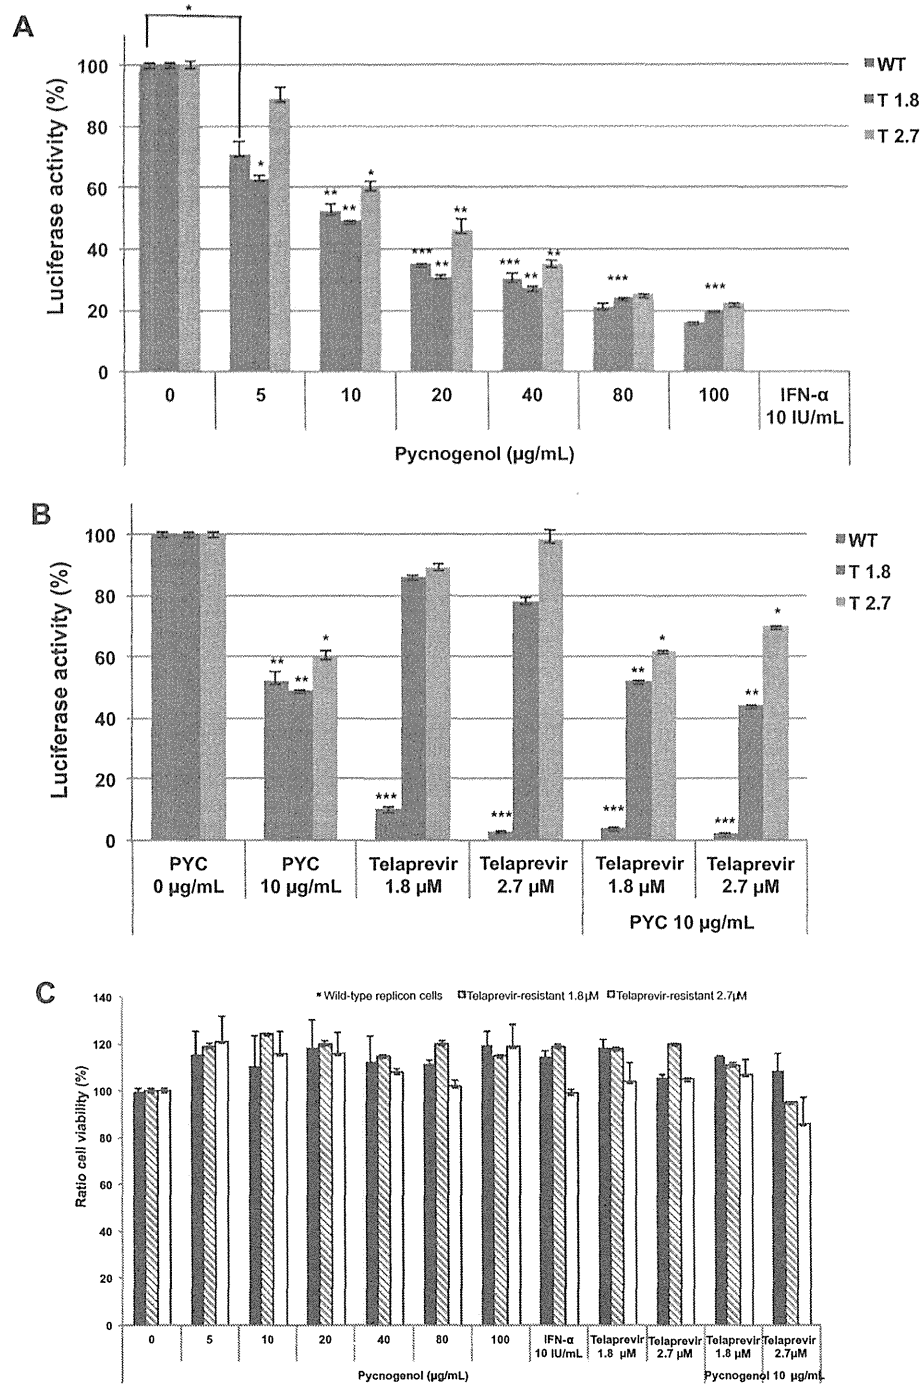 A
*
Luciferase activity (%)
100
80
60
40
20
0
WT
T 1.8
T 2.7
*
** ** *
*** ** **
*** ** **
***
***
0 5 10 20 40 80 100 IFN-α
10 IU/mL
Pycnogenol (µg/mL)
B
Luciferase activity (%)
100
80
60
40
20
0
WT
T 1.8
T 2.7
** ** *
***
***
*** ** *
*** ** *
PYC PYC Telaprevir Telaprevir Telaprevir Telaprevir
0 µg/mL 10 µg/mL 1.8 µM 2.7 µM 1.8 µM 2.7 µM
PYC 10 µg/mL
C
Wild-type replicon cells Telaprevir-resistant 1.8µM Telaprevir-resistant 2.7µM
Ratio cell viability (%)
140
120
100
80
60
40
20
0
0 5 10 20 40 80 100 IFN-α Telaprevir Telaprevir Telaprevir Telaprevir
10 IU/mL 1.8 µM 2.7 µM 1.8 µM 2.7µM
Pycnogenol (µg/mL) Pycnogenol 10 µg/mL